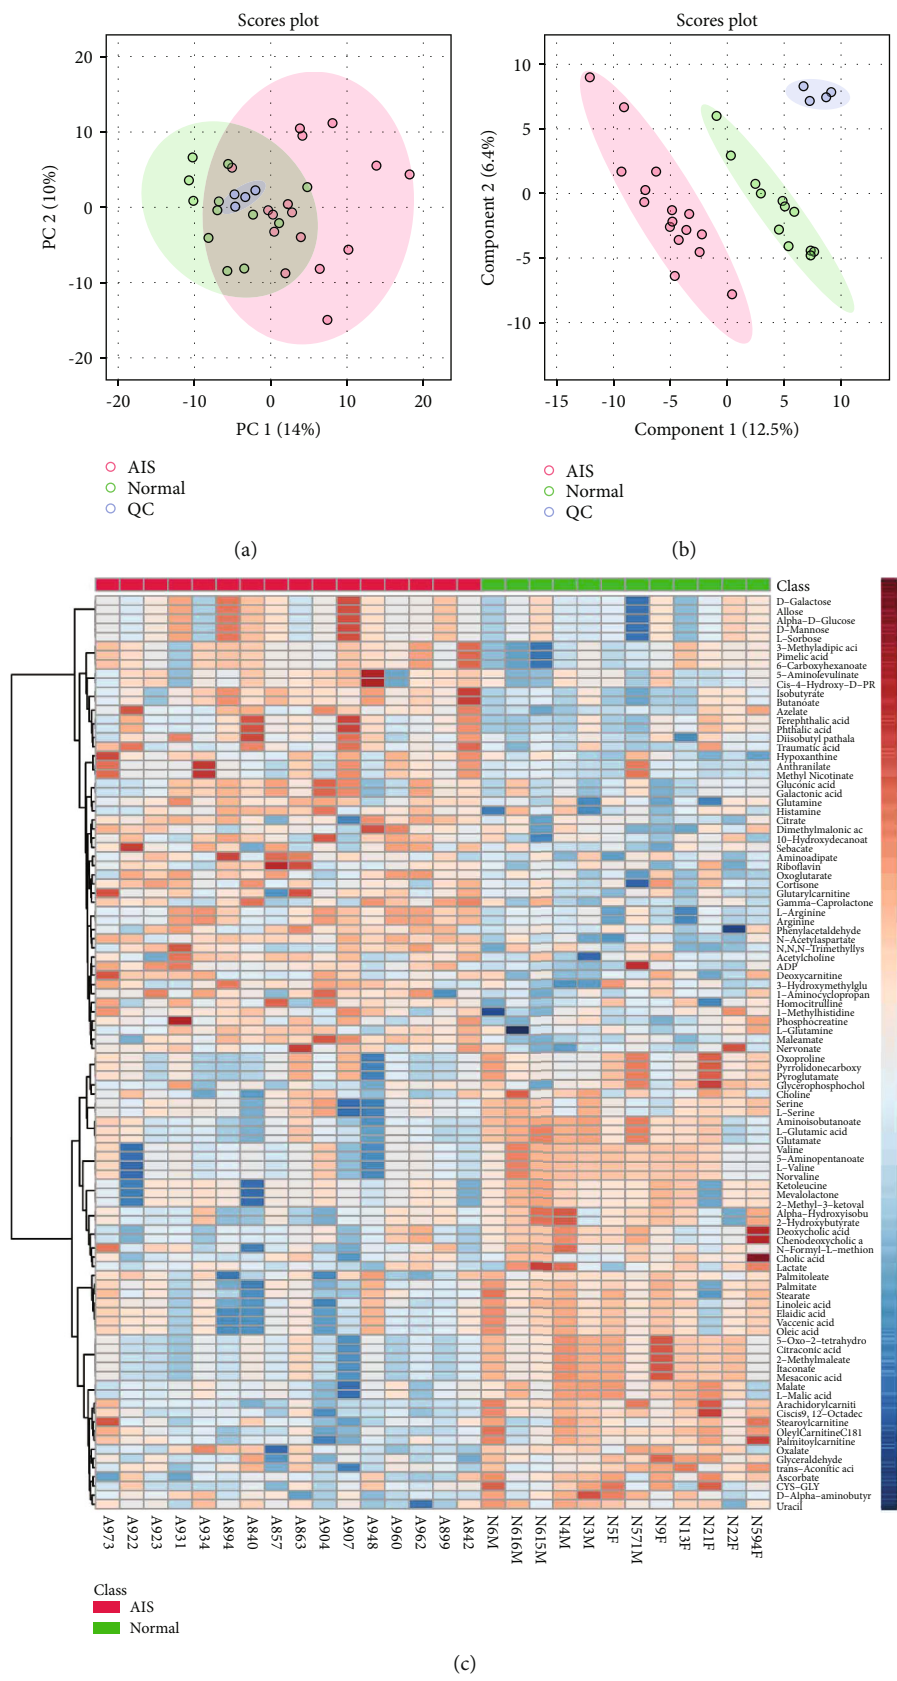 Scores plot
20
10
0
-10
-20
PC 2 (10%)
-20 -10 0 10 20
PC 1 (14%)
AIS
Normal
QC
(a)
Scores plot
10
5
0
-5
-10
Component 2 (6.4%)
-15 -10 -5 0 5 10
Component 1 (12.5%)
AIS
Normal
QC
(b)
Class
D-Galactose
Allose
Alpha-D-Glucose
D-Mannose
L-Sorbose
3-Methyladipic aci
Pimelic acid
6-Carboxyhexanoate
5-Aminolevulinate
Cis-4-Hydroxy-D-PR
Isobutyrate
Butanoate
Azelate
Terephthalic acid
Phthalic acid
Diisobutyl pathala
Traumatic acid
Hypoxanthine
Anthranilate
Methyl Nicotinate
Gluconic acid
Galactonic acid
Glutamine
Histamine
Citrate
Dimethylmalonic ac
10-Hydroxydecanoat
Sebacate
Aminoadipate
Riboflavin
Oxoglutarate
Cortisone
Glutarylcarnitine
Gamma-Caprolactone
L-Arginine
Arginine
Phenylacetaldehyde
N-Acetylaspartate
N,N,N-Trimethyllys
Acetylcholine
ADP
Deoxycarnitine
3-Hydroxymethylglu
1-Aminocyclopropan
Homocitrulline
1-Methylhistidine
Phosphocreatine
L-Glutamine
Maleamate
Nervonate
Oxoproline
Pyrrolidonecarboxy
Pyroglutamate
Glycerophosphochol
Choline
Serine
L-Serine
Aminoisobutanoate
L-Glutamic acid
Glutamate
Valine
5-Aminopentanoate
L-Valine
Norvaline
Ketoleucine
Mevalolactone
2-Methyl-3-ketoval
Alpha-Hydroxyisobu
2-Hydroxybutyrate
Deoxycholic acid
Chenodeoxycholic a
N-Formyl-L-methion
Cholic acid
Lactate
Palmitoleate
Palmitate
Stearate
Linoleic acid
Elaidic acid
Vaccenic acid
Oleic acid
5-Oxo-2-tetrahydro
Citraconic acid
2-Methylmaleate
Itaconate
Mesaconic acid
Malate
L-Malic acid
Arachidorylcarniti
Ciscis9, 12-Octadec
Stearoylcarnitine
OleylCarnitineC181
Palmitoylcarnitine
Oxalate
Glyceraldehyde
trans-Aconitic aci
Ascorbate
CYS-GLY
D-Alpha-aminobutyr
Uracil
A973 A922 A923 A931 A934 A894 A840 A857 A863 A904 A907 A948 A960 A962 A899 A842 N6M N616M N615M N4M N3M N5F N571M N9F N13F N21F N22F N594F
Class
AIS
Normal
(c)